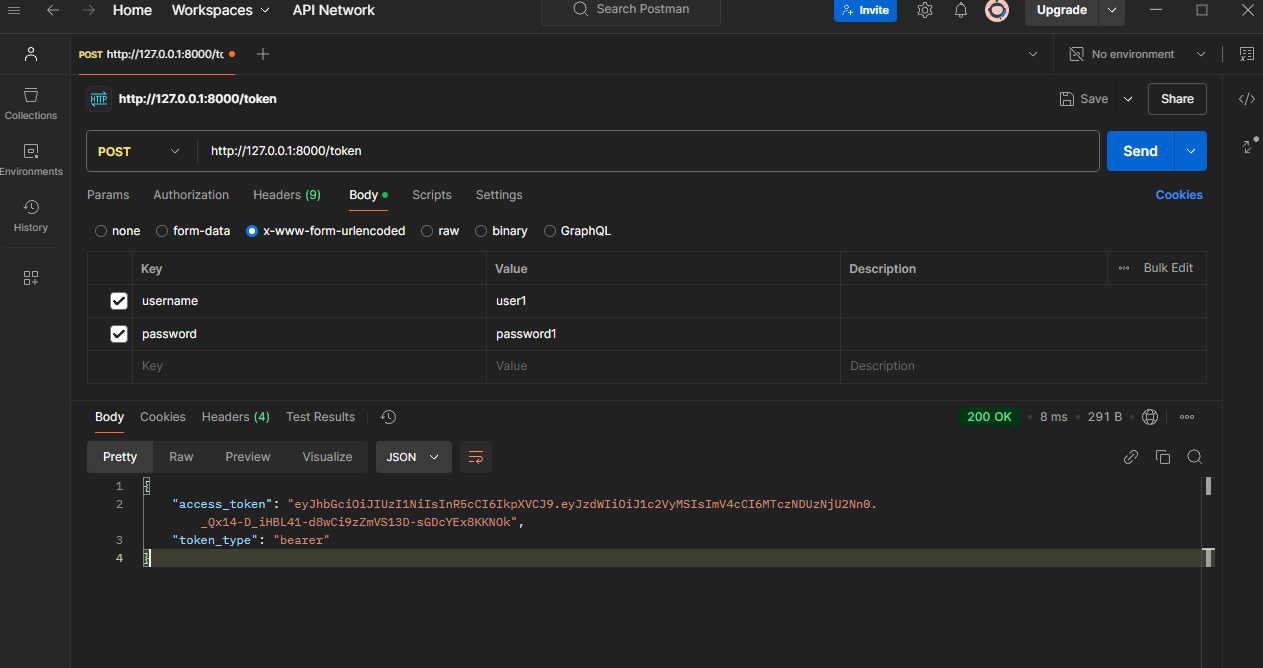 Home Workspaces API Network Search Postman Invite Upgrade
POST http://127.0.0.1:8000/tc No environment
HTTP http://127.0.0.1:8000/token Save Share
Collections
POST http://127.0.0.1:8000/token Send
Environments
Params Authorization Headers (9) Body Scripts Settings Cookies
History
none form-data x-www-form-urlencoded raw binary GraphQL
Key Value Description Bulk Edit
username user1
password password1
Key Value Description
Body Cookies Headers (4) Test Results 200 OK 8 ms 291 B
Pretty Raw Preview Visualize JSON
1 {
2 "access_token": "eyJhbGciOiJIUzI1NiIsInR5cCI6IkpXVCJ9.eyJzdWIiOiJ1c2VyMSIsImV4cCI6MTczNDUzNjU2Nn0.
_Qx14-D_iHBL41-d8wCi9zZmVS13D-sGDcYEx8KKNOk",
3 "token_type": "bearer"
4 }